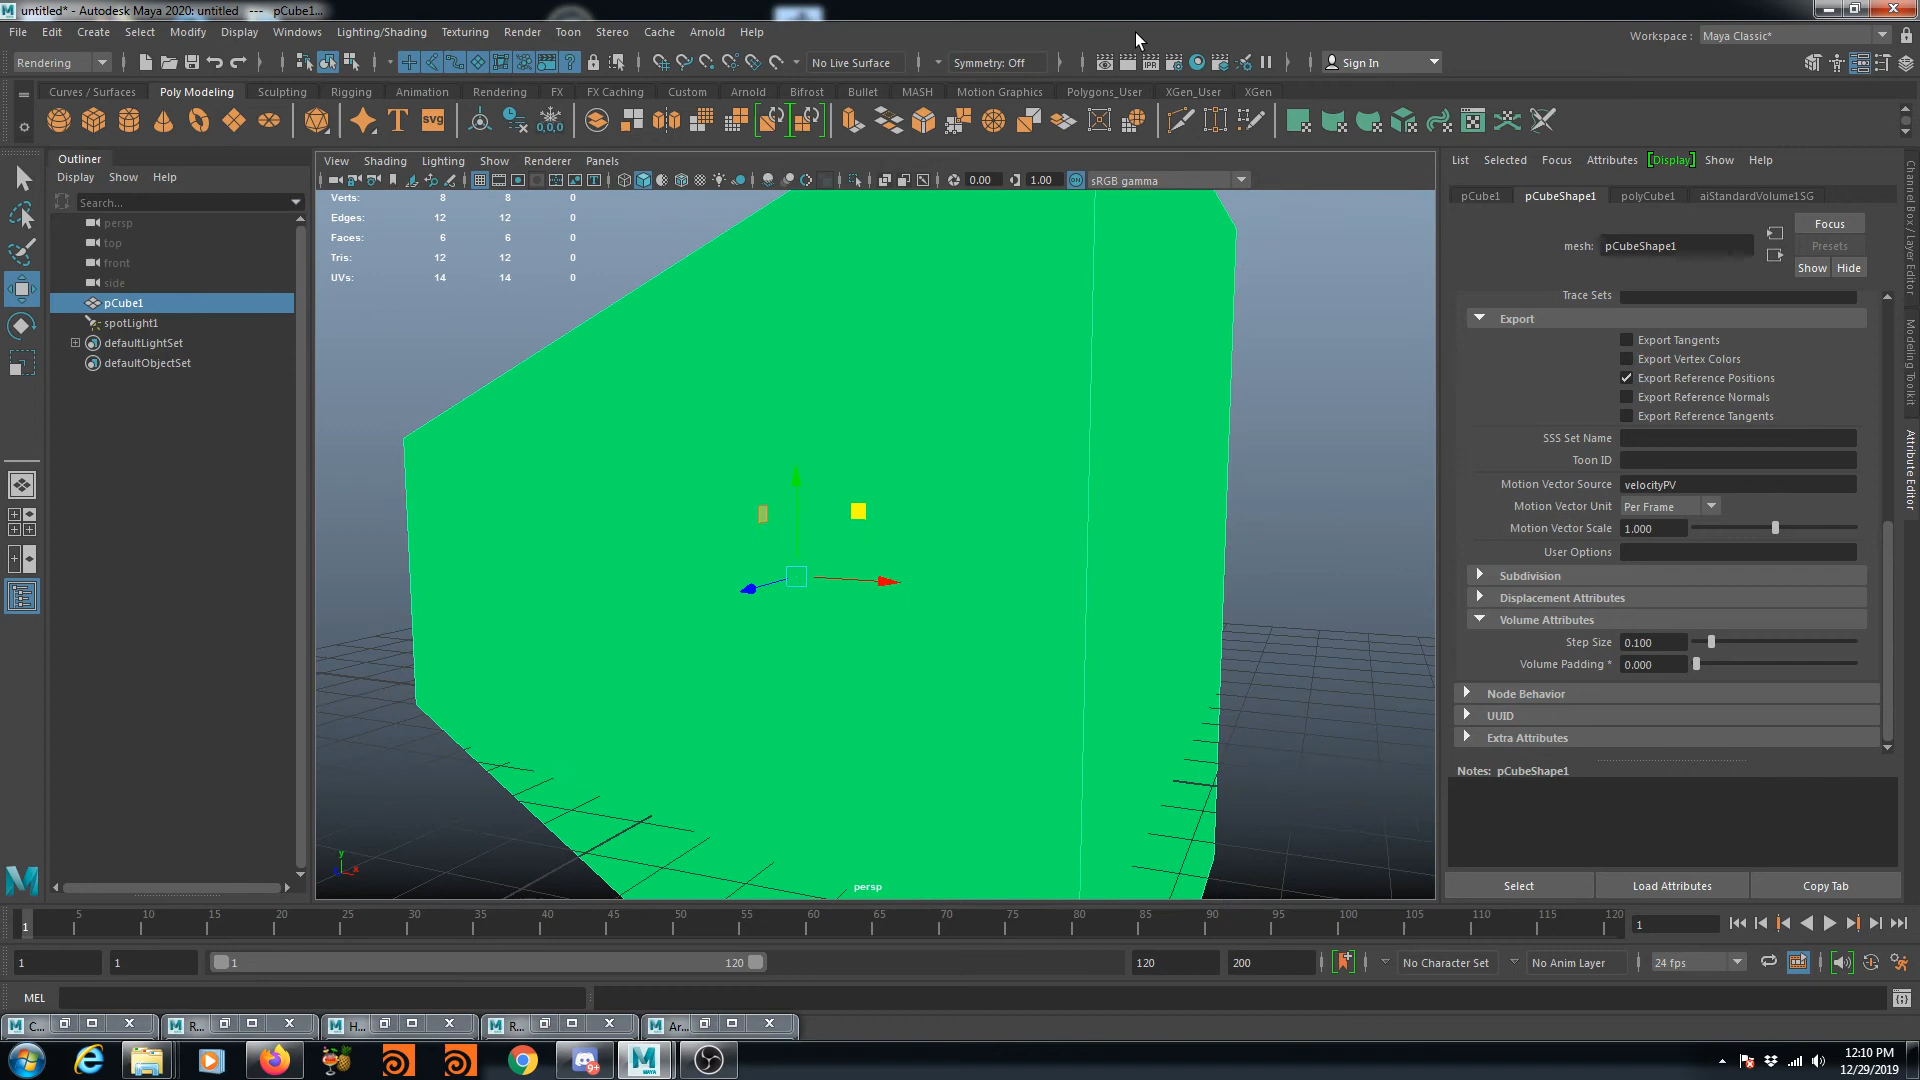 untitled* - Autodesk Maya 2020: untitled   ---   pCube1...
File Edit Create Select Modify Display Windows Lighting/Shading Texturing Render Toon Stereo Cache Arnold Help
Workspace : Maya Classic*
Rendering No Live Surface Symmetry: Off Sign In
Curves / Surfaces Poly Modeling Sculpting Rigging Animation Rendering FX FX Caching Custom Arnold Bifrost Bullet MASH Motion Graphics Polygons_User XGen_User XGen
Outliner
Display Show Help
Search...
persp
top
front
side
pCube1
spotLight1
defaultLightSet
defaultObjectSet
View Shading Lighting Show Renderer Panels
0.00 1.00 sRGB gamma
Verts: 8 8 0
Edges: 12 12 0
Faces: 6 6 0
Tris: 12 12 0
UVs: 14 14 0
y
x
persp
List Selected Focus Attributes Display Show Help
pCube1 pCubeShape1 polyCube1 aiStandardVolume1SG
Focus
mesh: pCubeShape1 Presets
Show Hide
Trace Sets
Export
Export Tangents
Export Vertex Colors
Export Reference Positions
Export Reference Normals
Export Reference Tangents
SSS Set Name
Toon ID
Motion Vector Source velocityPV
Motion Vector Unit Per Frame
Motion Vector Scale 1.000
User Options
Subdivision
Displacement Attributes
Volume Attributes
Step Size 0.100
Volume Padding * 0.000
Node Behavior
UUID
Extra Attributes
Notes: pCubeShape1
Select Load Attributes Copy Tab
Channel Box / Layer Editor
Modeling Toolkit
Attribute Editor
1 5 10 15 20 25 30 35 40 45 50 55 60 65 70 75 80 85 90 95 100 105 110 115 120 1
1 1 1 120 120 200 No Character Set No Anim Layer 24 fps
MEL
C... R... H... R... Ar...
12:10 PM
12/29/2019